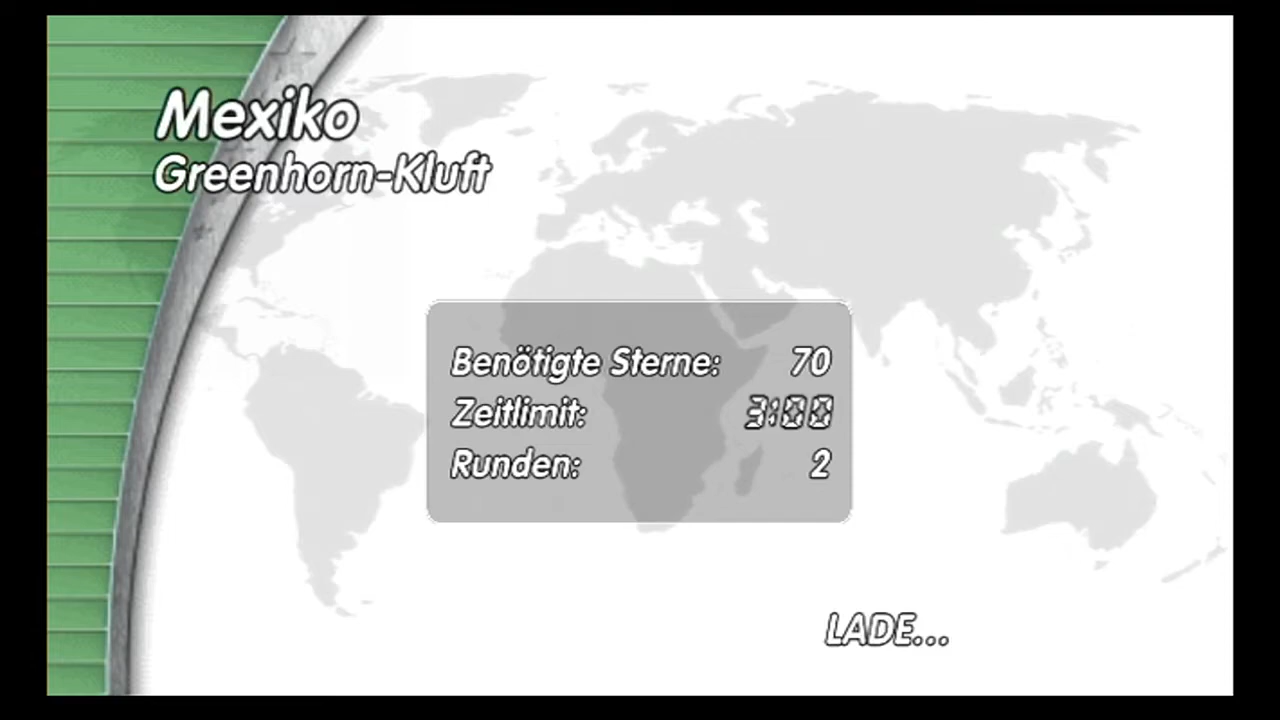 Mexiko
Greenhorn-Kluft
Benötigte Sterne: 70
Zeitlimit: 3:00
Runden: 2
LADE...